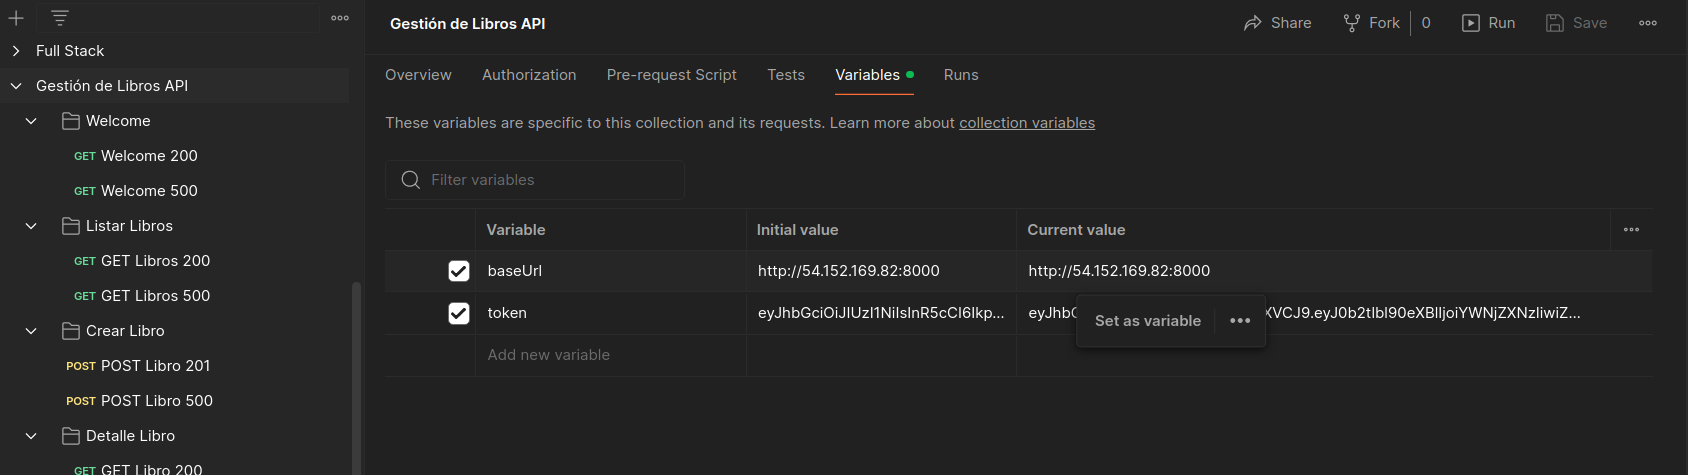 Full Stack
Gestión de Libros API
Welcome
GET Welcome 200
GET Welcome 500
Listar Libros
GET GET Libros 200
GET GET Libros 500
Crear Libro
POST POST Libro 201
POST POST Libro 500
Detalle Libro
GET GET Libro 200
Gestión de Libros API
Share Fork 0 Run Save
Overview Authorization Pre-request Script Tests Variables Runs
These variables are specific to this collection and its requests. Learn more about collection variables
Filter variables
Variable Initial value Current value
baseUrl http://54.152.169.82:8000 http://54.152.169.82:8000
token
Set as variable
Add new variable